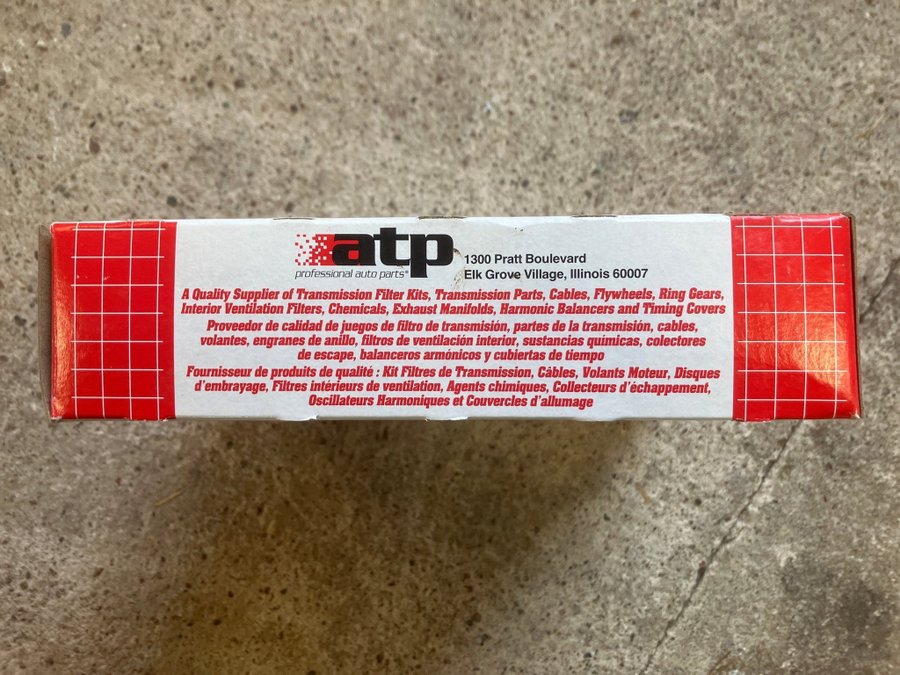 atp
professional auto parts®
1300 Pratt Boulevard
Elk Grove Village, Illinois 60007
A Quality Supplier of Transmission Filter Kits, Transmission Parts, Cables, Flywheels, Ring Gears,
Interior Ventilation Filters, Chemicals, Exhaust Manifolds, Harmonic Balancers and Timing Covers
Proveedor de calidad de juegos de filtro de transmisión, partes de la transmisión, cables,
volantes, engranes de anillo, filtros de ventilación interior, sustancias químicas, colectores
de escape, balanceros armónicos y cubiertas de tiempo
Fournisseur de produits de qualité : Kit Filtres de Transmission, Câbles, Volants Moteur, Disques
d'embrayage, Filtres intérieurs de ventilation, Agents chimiques, Collecteurs d'échappement,
Oscillateurs Harmoniques et Couvercles d'allumage